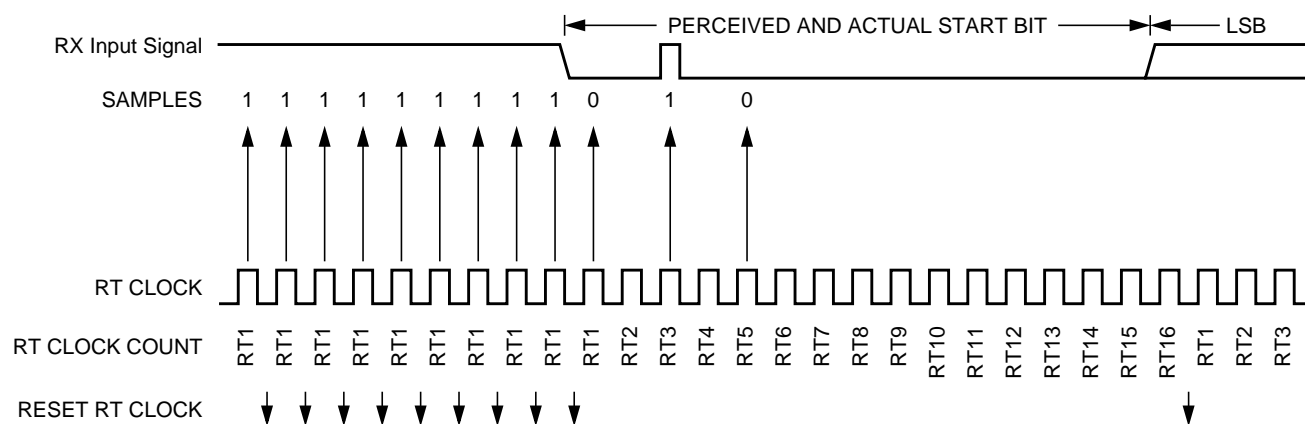 PERCEIVED AND ACTUAL START BIT LSB
RX Input Signal
SAMPLES 1 1 1 1 1 1 1 1 1 0 1 0
RT CLOCK
RT CLOCK COUNT RT1 RT1 RT1 RT1 RT1 RT1 RT1 RT1 RT1 RT1 RT2 RT3 RT4 RT5 RT6 RT7 RT8 RT9 RT10 RT11 RT12 RT13 RT14 RT15 RT16 RT1 RT2 RT3
RESET RT CLOCK